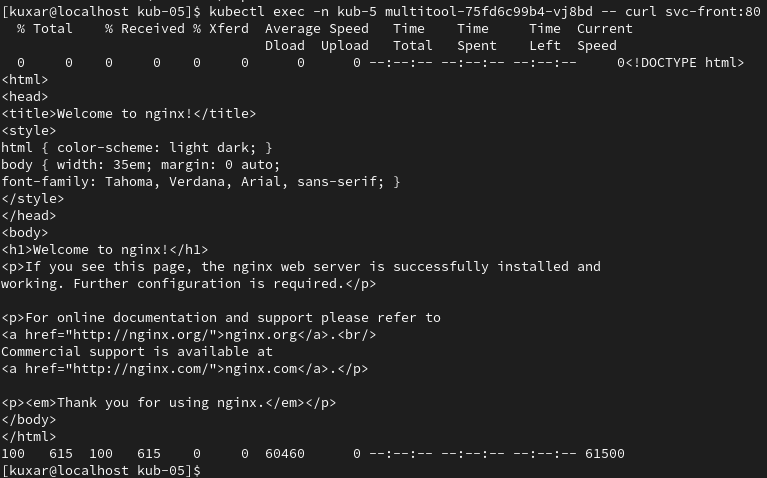 [kuxar@localhost kub-05]$ kubectl exec -n kub-5 multitool-75fd6c99b4-vj8bd -- curl svc-front:80
  % Total    % Received % Xferd  Average Speed   Time    Time     Time  Current
                                 Dload  Upload   Total   Spent    Left  Speed
  0     0    0     0    0     0      0      0 --:--:-- --:--:-- --:--:--     0<!DOCTYPE html>
<html>
<head>
<title>Welcome to nginx!</title>
<style>
html { color-scheme: light dark; }
body { width: 35em; margin: 0 auto;
font-family: Tahoma, Verdana, Arial, sans-serif; }
</style>
</head>
<body>
<h1>Welcome to nginx!</h1>
<p>If you see this page, the nginx web server is successfully installed and
working. Further configuration is required.</p>

<p>For online documentation and support please refer to
<a href="http://nginx.org/">nginx.org</a>.<br/>
Commercial support is available at
<a href="http://nginx.com/">nginx.com</a>.</p>

<p><em>Thank you for using nginx.</em></p>
</body>
</html>
100   615  100   615    0     0  60460      0 --:--:-- --:--:-- --:--:-- 61500
[kuxar@localhost kub-05]$